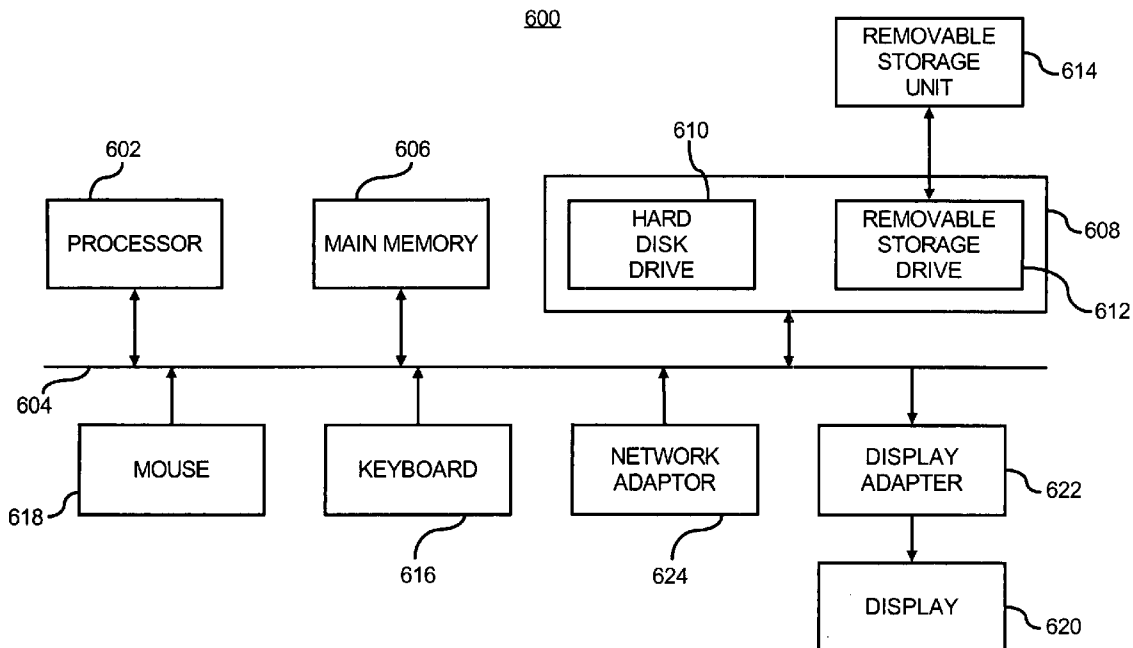 600
REMOVABLE
STORAGE
UNIT
614
602
606
610
PROCESSOR
MAIN MEMORY
HARD
DISK
DRIVE
REMOVABLE
STORAGE
DRIVE
608
612
604
MOUSE
KEYBOARD
NETWORK
ADAPTOR
DISPLAY
ADAPTER
622
618
616
624
DISPLAY
620